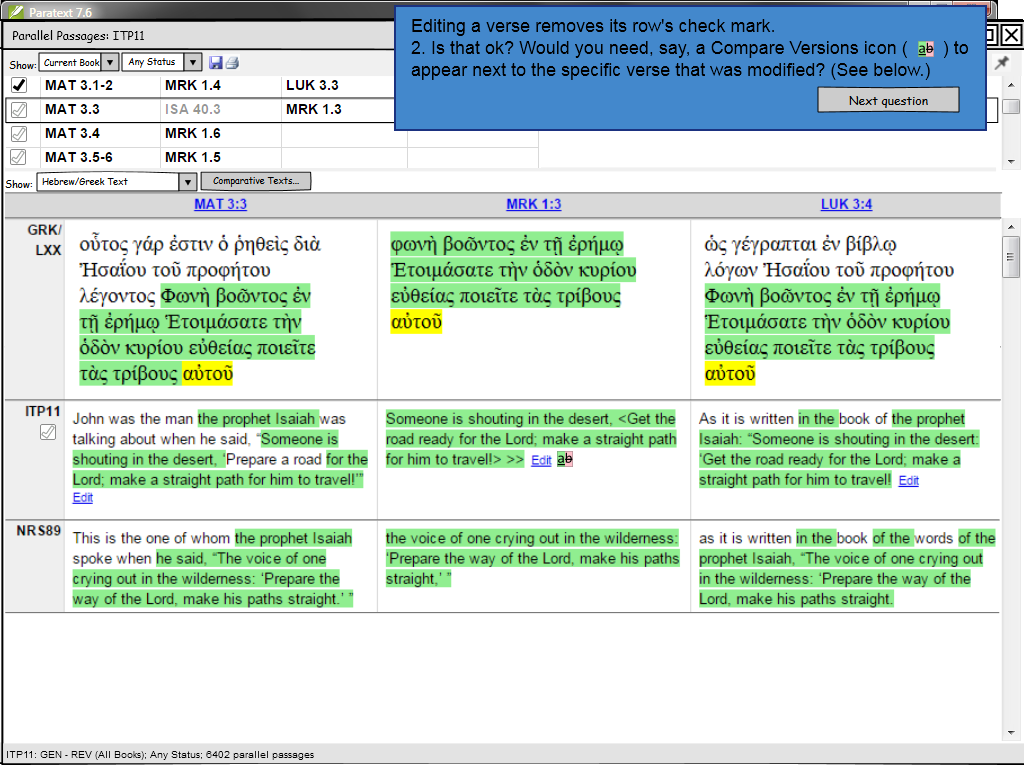 Paratext 7.6
Parallel Passages: ITP11
Editing a verse removes its row's check mark.
2. Is that ok? Would you need, say, a Compare Versions icon ( ab ) to
appear next to the specific verse that was modified? (See below.)
Next question
Show: Current Book Any Status
MAT 3.1-2 MRK 1.4 LUK 3.3
MAT 3.3 ISA 40.3 MRK 1.3
MAT 3.4 MRK 1.6
MAT 3.5-6 MRK 1.5
Show: Hebrew/Greek Text Comparative Texts...
MAT 3:3 MRK 1:3 LUK 3:4
GRK/
LXX
οὗτος γάρ ἐστιν ὁ ῥηθεὶς διὰ
Ἠσαΐου τοῦ προφήτου
λέγοντος Φωνὴ βοῶντος ἐν
τῇ ἐρήμῳ Ἑτοιμάσατε τὴν
ὁδὸν κυρίου εὐθείας ποιεῖτε
τὰς τρίβους αὐτοῦ
φωνὴ βοῶντος ἐν τῇ ἐρήμῳ
Ἑτοιμάσατε τὴν ὁδὸν κυρίου
εὐθείας ποιεῖτε τὰς τρίβους
αὐτοῦ
ὡς γέγραπται ἐν βίβλῳ
λόγων Ἠσαΐου τοῦ προφήτου
Φωνὴ βοῶντος ἐν τῇ ἐρήμῳ
Ἑτοιμάσατε τὴν ὁδὸν κυρίου
εὐθείας ποιεῖτε τὰς τρίβους
αὐτοῦ
ITP11
John was the man the prophet Isaiah was
talking about when he said, “Someone is
shouting in the desert, ‘Prepare a road for the
Lord; make a straight path for him to travel!’”
Edit
Someone is shouting in the desert, <Get the
road ready for the Lord; make a straight path
for him to travel!> >> Edit ab
As it is written in the book of the prophet
Isaiah: “Someone is shouting in the desert:
‘Get the road ready for the Lord; make a
straight path for him to travel! Edit
NRS89
This is the one of whom the prophet Isaiah
spoke when he said, “The voice of one
crying out in the wilderness: ‘Prepare the
way of the Lord, make his paths straight.’ ”
the voice of one crying out in the wilderness:
‘Prepare the way of the Lord, make his paths
straight,’ ”
as it is written in the book of the words of the
prophet Isaiah, “The voice of one crying out
in the wilderness: ‘Prepare the way of the
Lord, make his paths straight.
ITP11: GEN - REV (All Books); Any Status; 6402 parallel passages